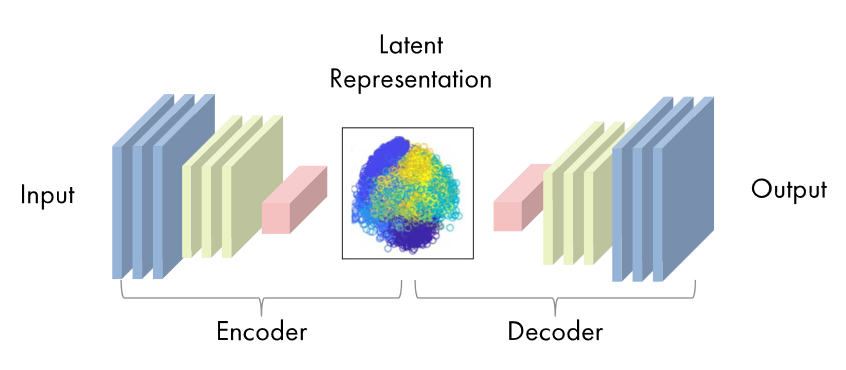 Latent
Representation
Input
Output
Encoder
Decoder